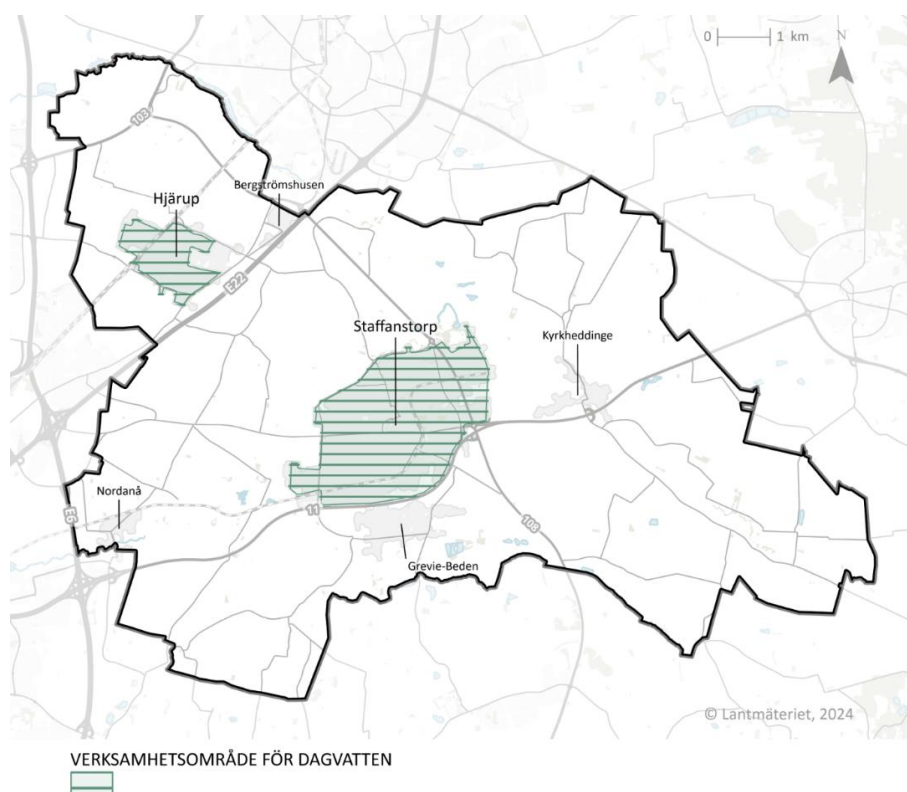 0 1 km N
103
Bergströmshusen
Hjärup
E22
Staffanstorp
Kyrkheddinge
Nordanå
E6
11
108
Grevie-Beden
© Lantmäteriet, 2024
VERKSAMHETSOMRÅDE FÖR DAGVATTEN